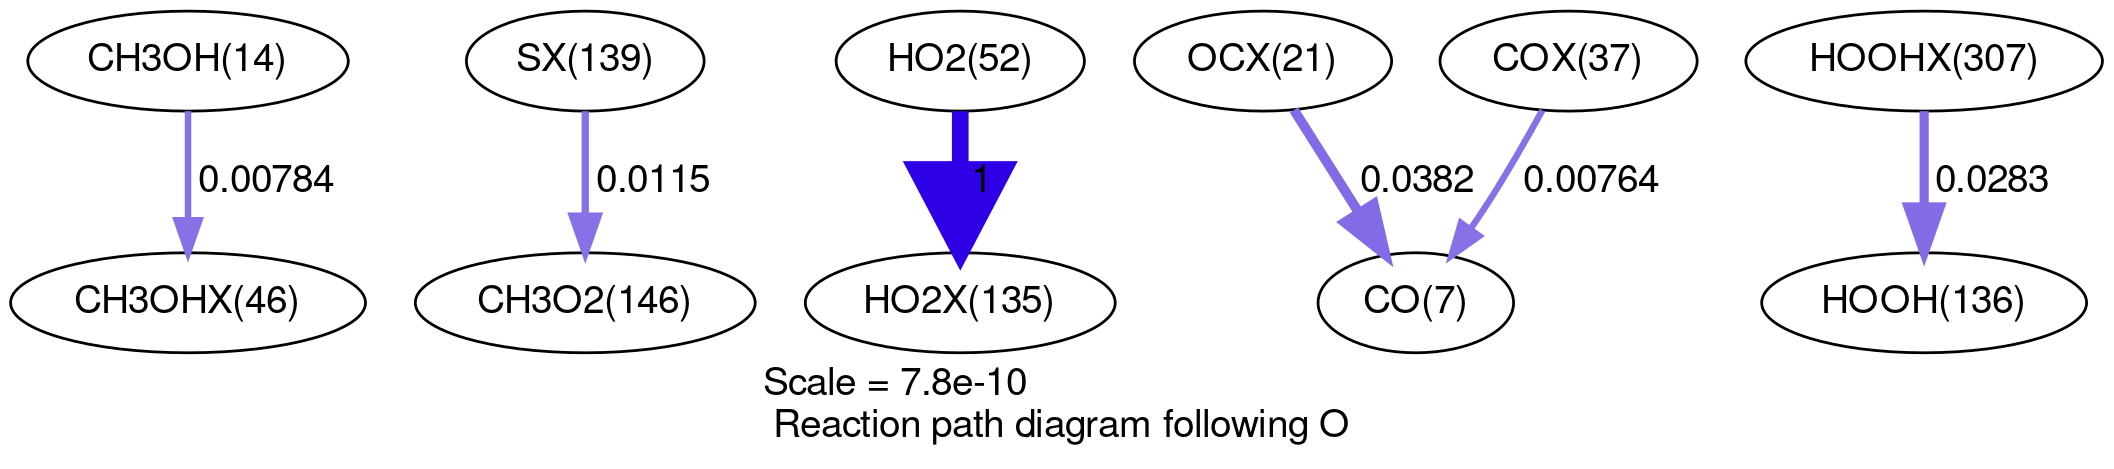 CH3OH(14)
SX(139)
HO2(52)
OCX(21)
COX(37)
HOOHX(307)
0.00784
0.0115
1
0.0382
0.00764
0.0283
CH3OHX(46)
CH3O2(146)
HO2X(135)
CO(7)
HOOH(136)
Scale = 7.8e-10
Reaction path diagram following O